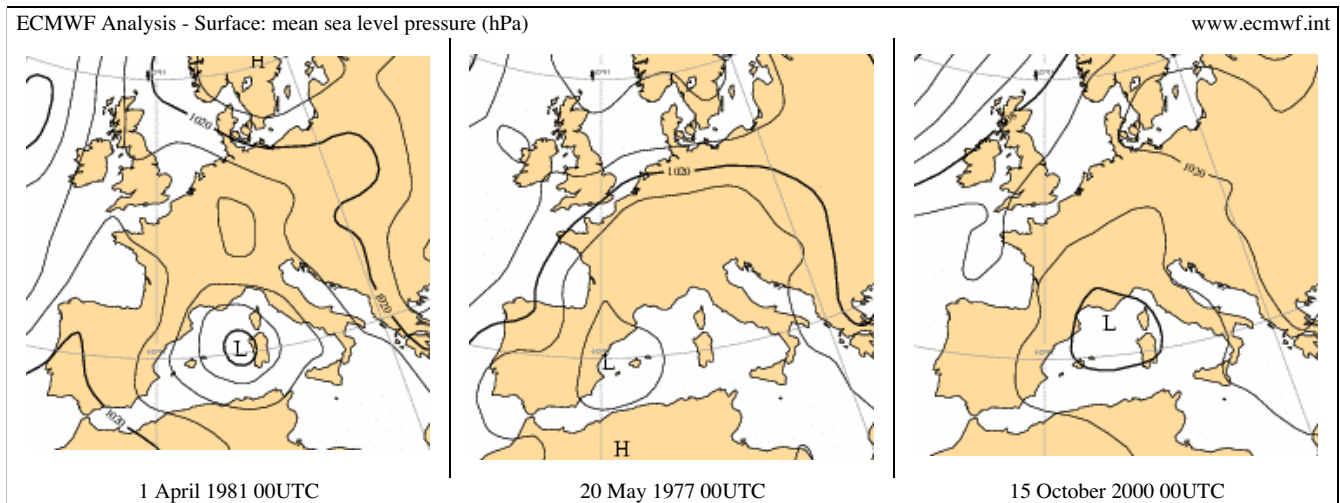 ECMWF Analysis - Surface: mean sea level pressure (hPa) www.ecmwf.int
H
1020
L
1020
1020
1020
L
H
1020
L
1 April 1981 00UTC 20 May 1977 00UTC 15 October 2000 00UTC